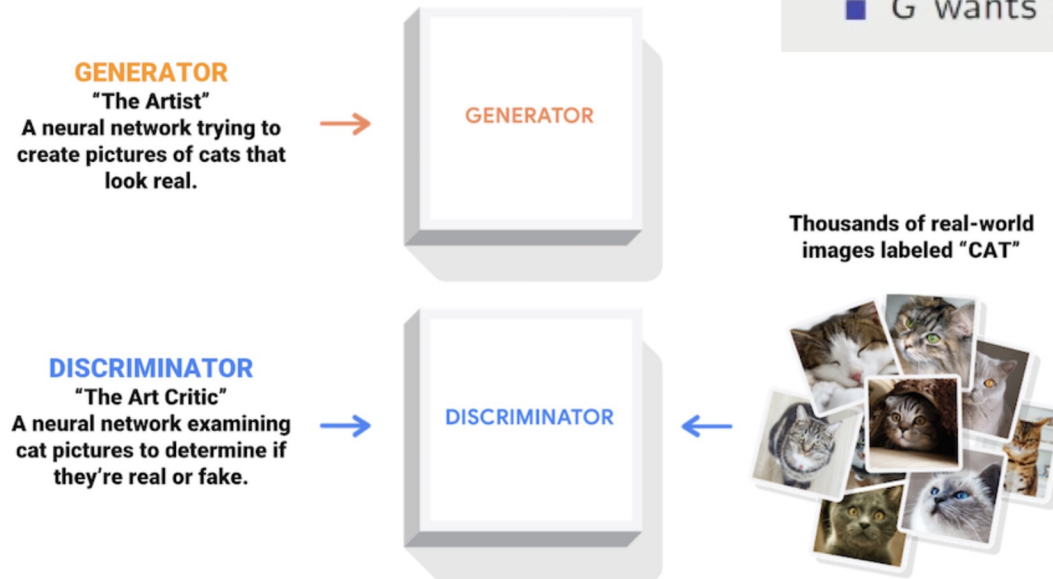 G wants
GENERATOR
“The Artist”
A neural network trying to
create pictures of cats that
look real.
GENERATOR
Thousands of real-world
images labeled “CAT”
DISCRIMINATOR
“The Art Critic”
A neural network examining
cat pictures to determine if
they’re real or fake.
DISCRIMINATOR